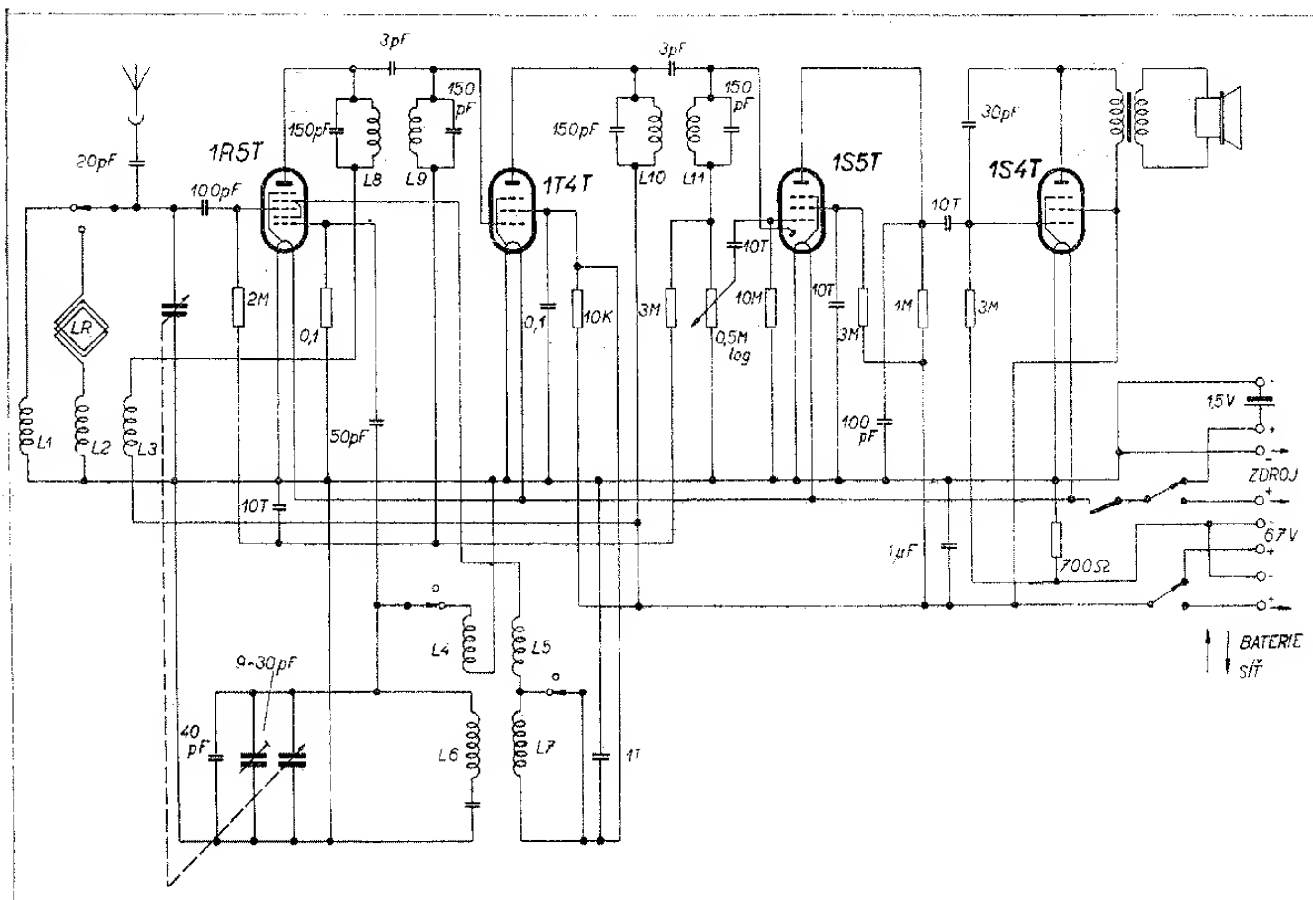 3pF
150
pF
150pF
L8
L9
3pF
150
pF
150pF
L10
L11
30pF
20pF
1R5T
100pF
1T4T
1S5T
1S4T
10T
LR
2M
0,1
0,1
10K
3M
10T
0,5M
log
10M
10T
3M
1M
3M
L1
L2
L3
50pF
100
pF
1,5V
-
+
-
ZDROJ
+
10T
1µF
700Ω
-
67V
+
-
+
L4
L5
BATERIE
SÍŤ
9-30pF
40
pF
L6
L7
1T